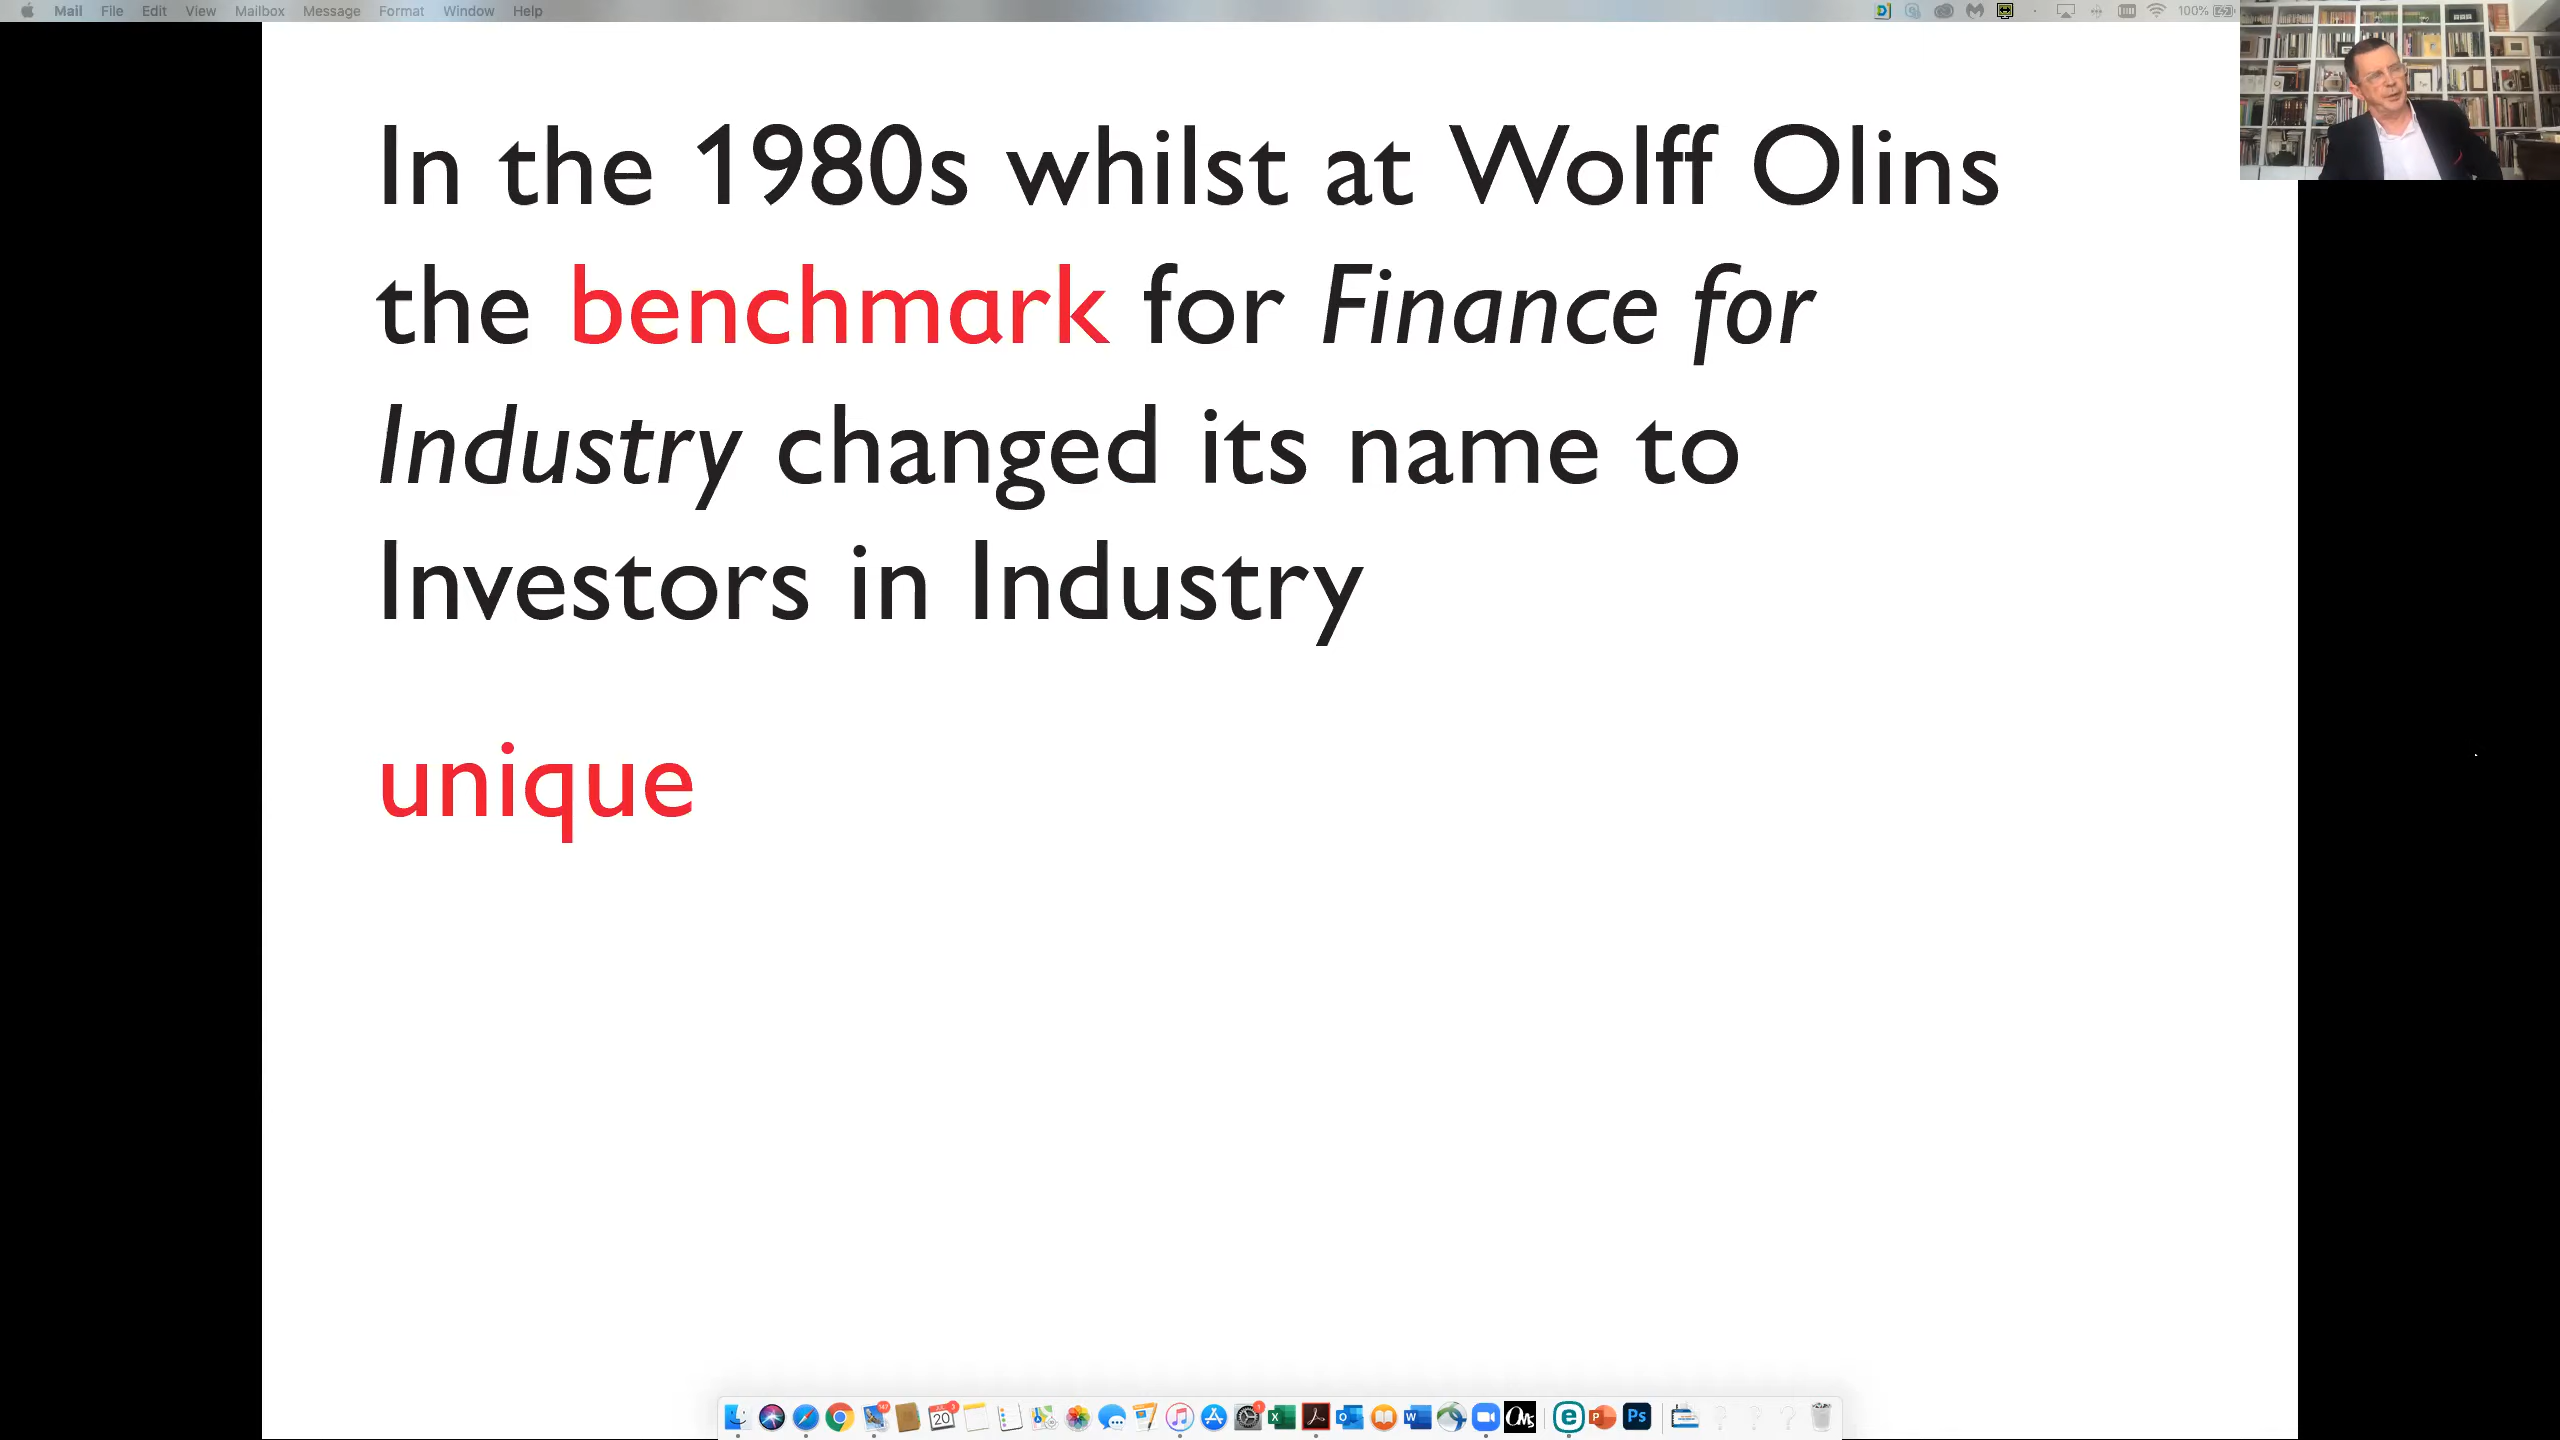 Mail File Edit View Mailbox Message Format Window Help 100%
In the 1980s whilst at Wolff Olins
the benchmark for Finance for
Industry changed its name to
Investors in Industry
unique